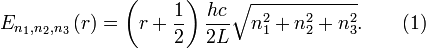 E_{n_1,n_2,n_3}(r) = \left(r + \frac{1}{2}\right) \frac{hc}{2L} \sqrt{n_1^2 + n_2^2 + n_3^2}. \qquad (1)